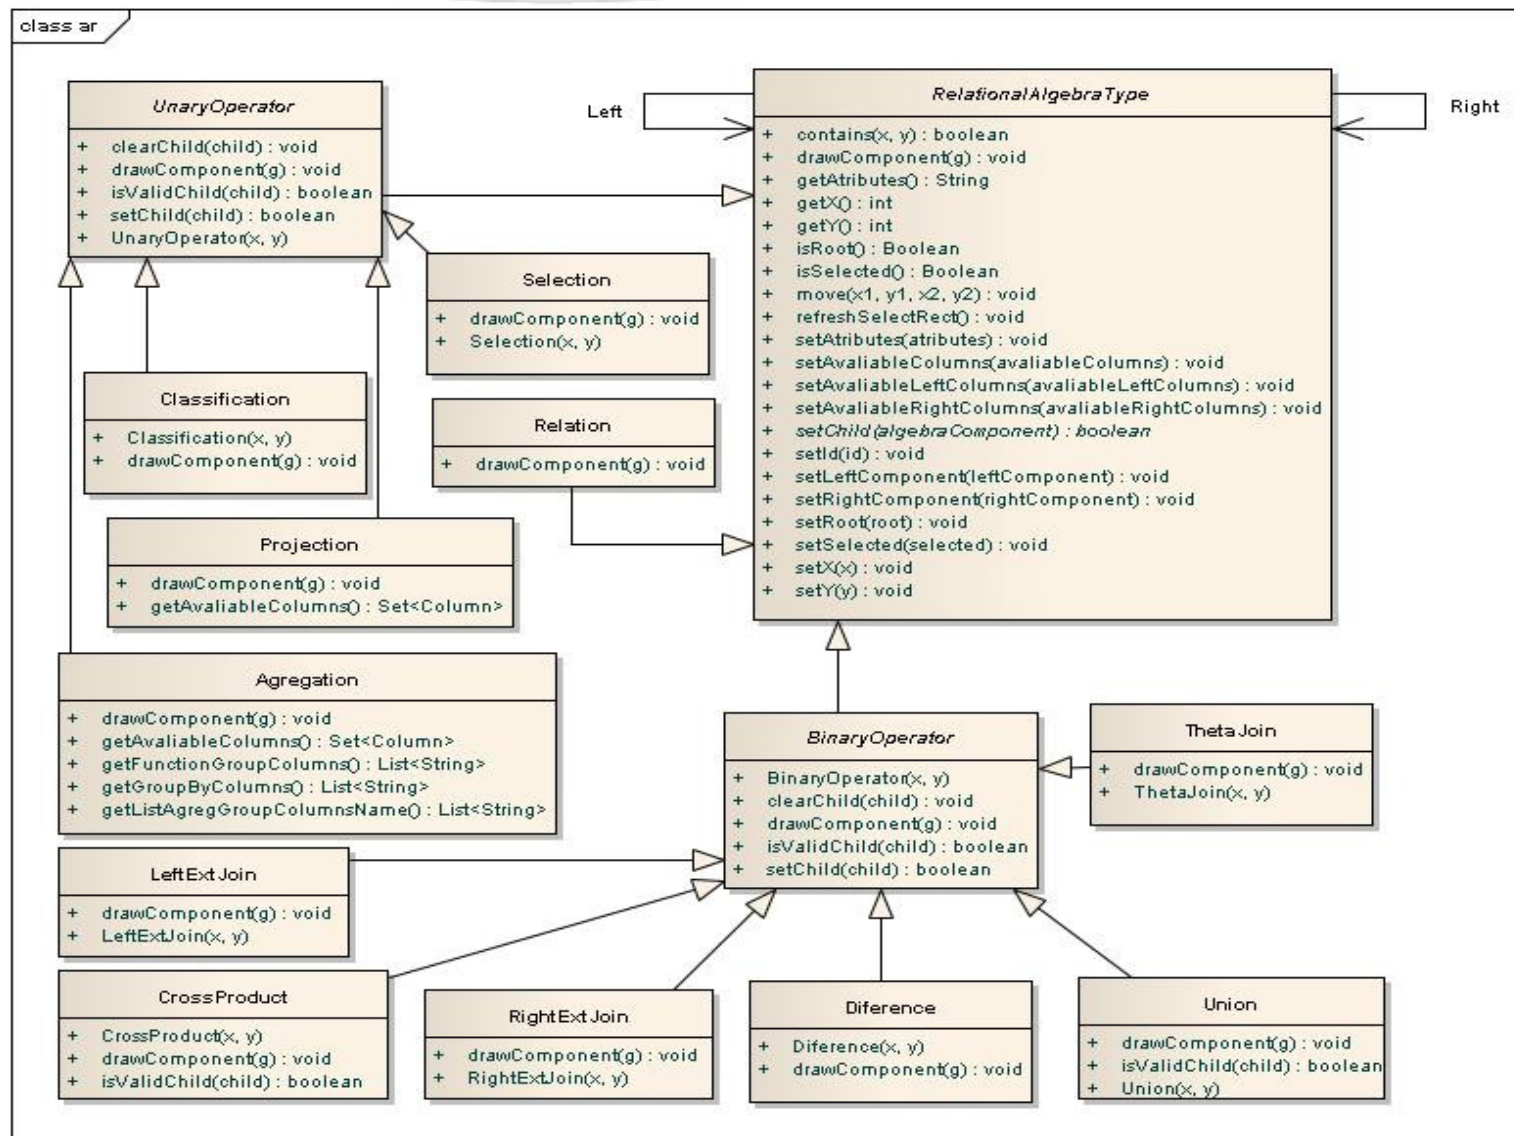 class ar
UnaryOperator
+ clearChild(child) : void
+ drawComponent(g) : void
+ isValidChild(child) : boolean
+ setChild(child) : boolean
+ UnaryOperator(x, y)
Left
RelationalAlgebraType
+ contains(x, y) : boolean
+ drawComponent(g) : void
+ getAtributes() : String
+ getX() : int
+ getY() : int
+ isRoot() : Boolean
+ isSelected() : Boolean
+ move(x1, y1, x2, y2) : void
+ refreshSelectRect() : void
+ setAtributes(atributes) : void
+ setAvaliableColumns(avaliableColumns) : void
+ setAvaliableLeftColumns(avaliableLeftColumns) : void
+ setAvaliableRightColumns(avaliableRightColumns) : void
+ setChild(algebraComponent) : boolean
+ setId(id) : void
+ setLeftComponent(leftComponent) : void
+ setRightComponent(rightComponent) : void
+ setRoot(root) : void
+ setSelected(selected) : void
+ setX(x) : void
+ setY(y) : void
Right
Selection
+ drawComponent(g) : void
+ Selection(x, y)
Classification
+ Classification(x, y)
+ drawComponent(g) : void
Relation
+ drawComponent(g) : void
Projection
+ drawComponent(g) : void
+ getAvaliableColumns() : Set<Column>
Agregation
+ drawComponent(g) : void
+ getAvaliableColumns() : Set<Column>
+ getFunctionGroupColumns() : List<String>
+ getGroupByColumns() : List<String>
+ getListAgregGroupColumnsName() : List<String>
BinaryOperator
+ BinaryOperator(x, y)
+ clearChild(child) : void
+ drawComponent(g) : void
+ isValidChild(child) : boolean
+ setChild(child) : boolean
ThetaJoin
+ drawComponent(g) : void
+ ThetaJoin(x, y)
LeftExtJoin
+ drawComponent(g) : void
+ LeftExtJoin(x, y)
CrossProduct
+ CrossProduct(x, y)
+ drawComponent(g) : void
+ isValidChild(child) : boolean
RightExtJoin
+ drawComponent(g) : void
+ RightExtJoin(x, y)
Diference
+ Diference(x, y)
+ drawComponent(g) : void
Union
+ drawComponent(g) : void
+ isValidChild(child) : boolean
+ Union(x, y)